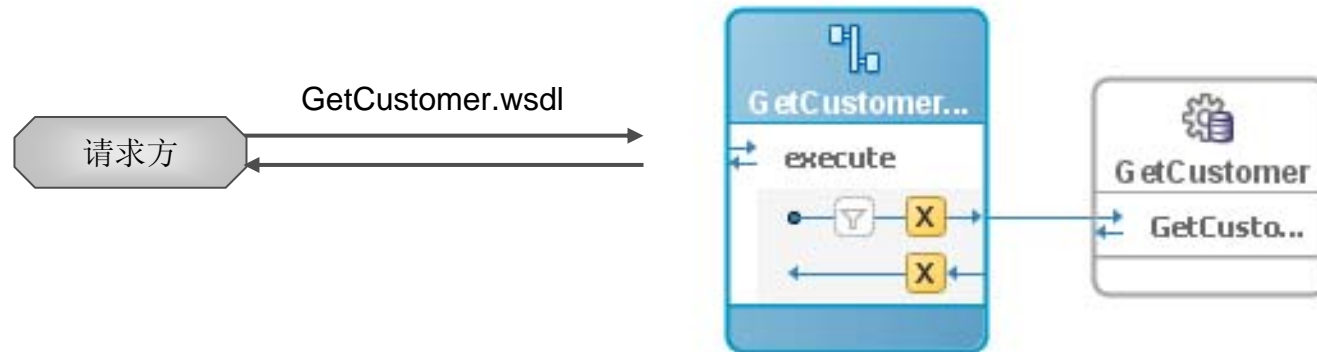 GetCustomer.wsdl
请求方
GetCustomer...
execute
X
X
GetCustomer
GetCusto...